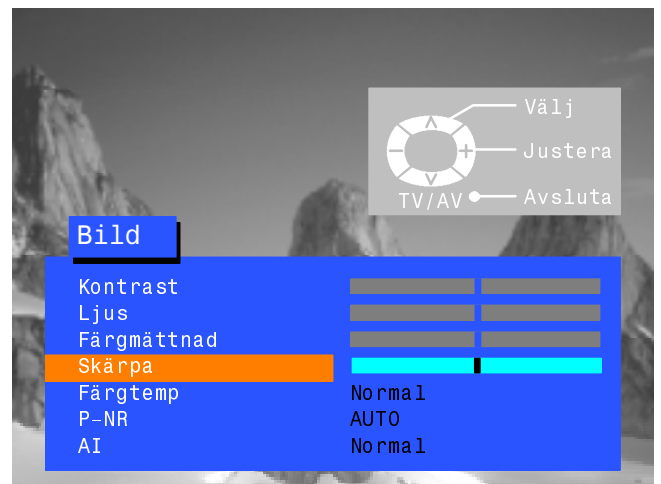 Välj
Justera
TV/AV Avsluta
Bild
Kontrast
Ljus
Färgmättnad
Skärpa
Färgtemp Normal
P-NR AUTO
AI Normal